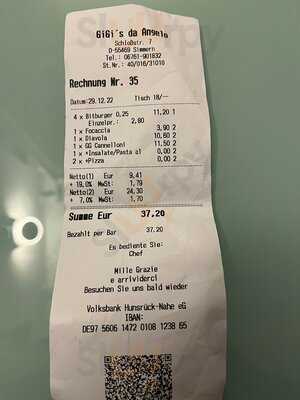 GiGi's da Angelo
Schloßstr. 7
D-55469 Simmern
Tel.: 06761-901832
St.Nr.: 40/016/31018
Rechnung Nr. 35
Datum:29.12.22 Tisch 18/--
4 x Bitburger 0,25 11,20 1
Einzelpr.: 2,80
1 x Focaccia 3,90 2
1 x Diavola 10,60 2
1 x GG Cannelloni 11,50 2
1 x +Insalate/Pasta al 0,00 2
2 x +Pizza 0,00 2
Netto(1) Eur 9,41
+ 19,0% MwSt: 1,79
Netto(2) Eur 24,30
+ 7,0% MwSt: 1,70
Summe Eur 37,20
Bezahlt per Bar 37,20
Es bediente Sie:
Chef
Mille Grazie
e arrividerci
Besuchen Sie uns bald wieder
Volksbank Hunsrück-Nahe eG
IBAN:
DE97 5606 1472 0108 1238 65